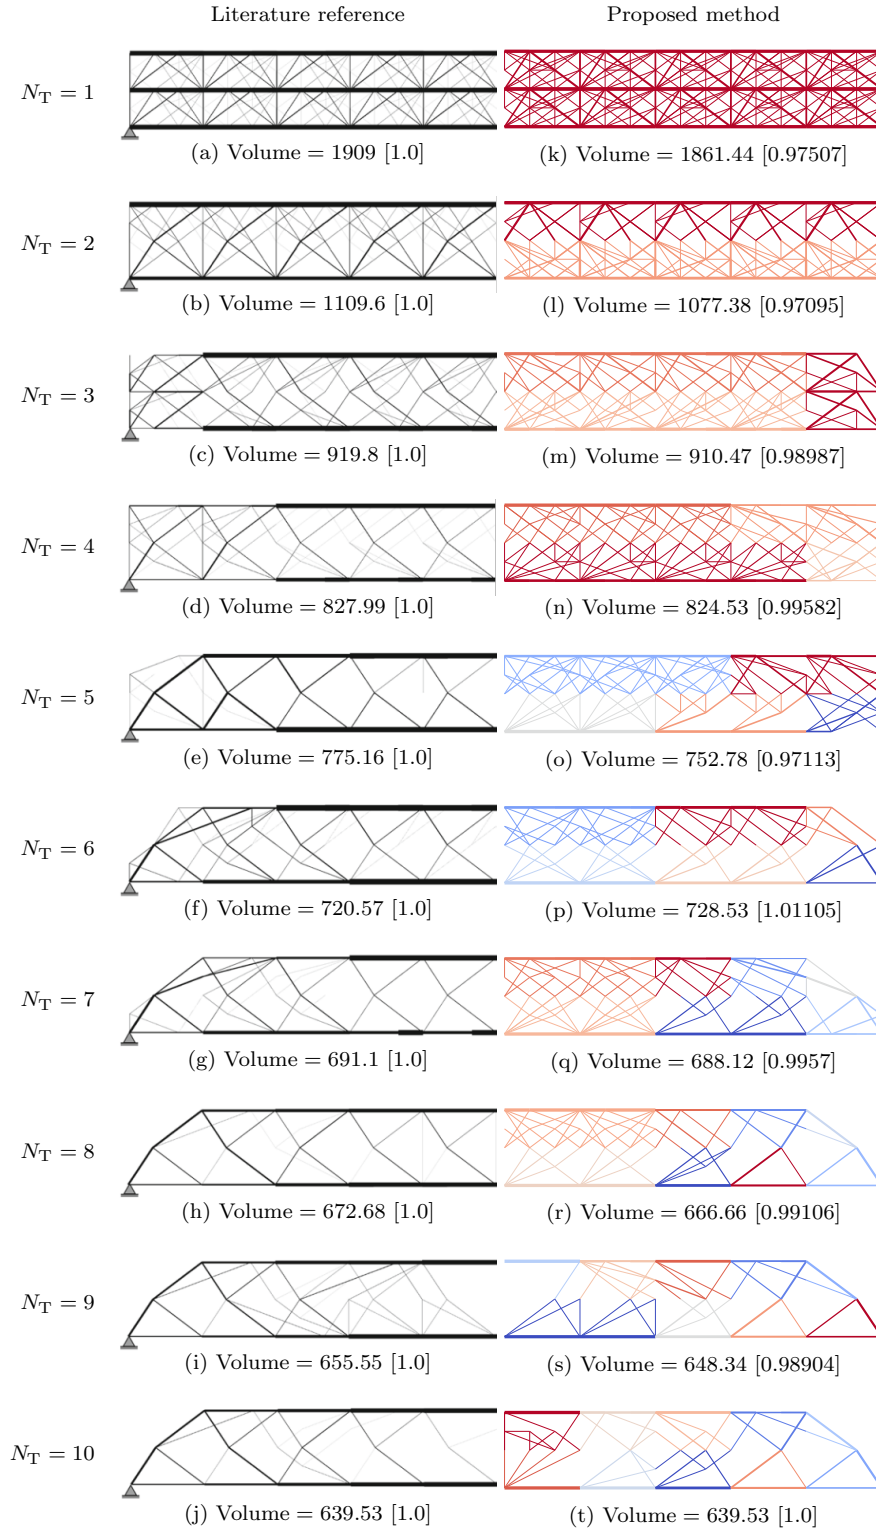 Literature reference Proposed method
N_T = 1
(a) Volume = 1909 [1.0] (k) Volume = 1861.44 [0.97507]
N_T = 2
(b) Volume = 1109.6 [1.0] (l) Volume = 1077.38 [0.97095]
N_T = 3
(c) Volume = 919.8 [1.0] (m) Volume = 910.47 [0.98987]
N_T = 4
(d) Volume = 827.99 [1.0] (n) Volume = 824.53 [0.99582]
N_T = 5
(e) Volume = 775.16 [1.0] (o) Volume = 752.78 [0.97113]
N_T = 6
(f) Volume = 720.57 [1.0] (p) Volume = 728.53 [1.01105]
N_T = 7
(g) Volume = 691.1 [1.0] (q) Volume = 688.12 [0.9957]
N_T = 8
(h) Volume = 672.68 [1.0] (r) Volume = 666.66 [0.99106]
N_T = 9
(i) Volume = 655.55 [1.0] (s) Volume = 648.34 [0.98904]
N_T = 10
(j) Volume = 639.53 [1.0] (t) Volume = 639.53 [1.0]